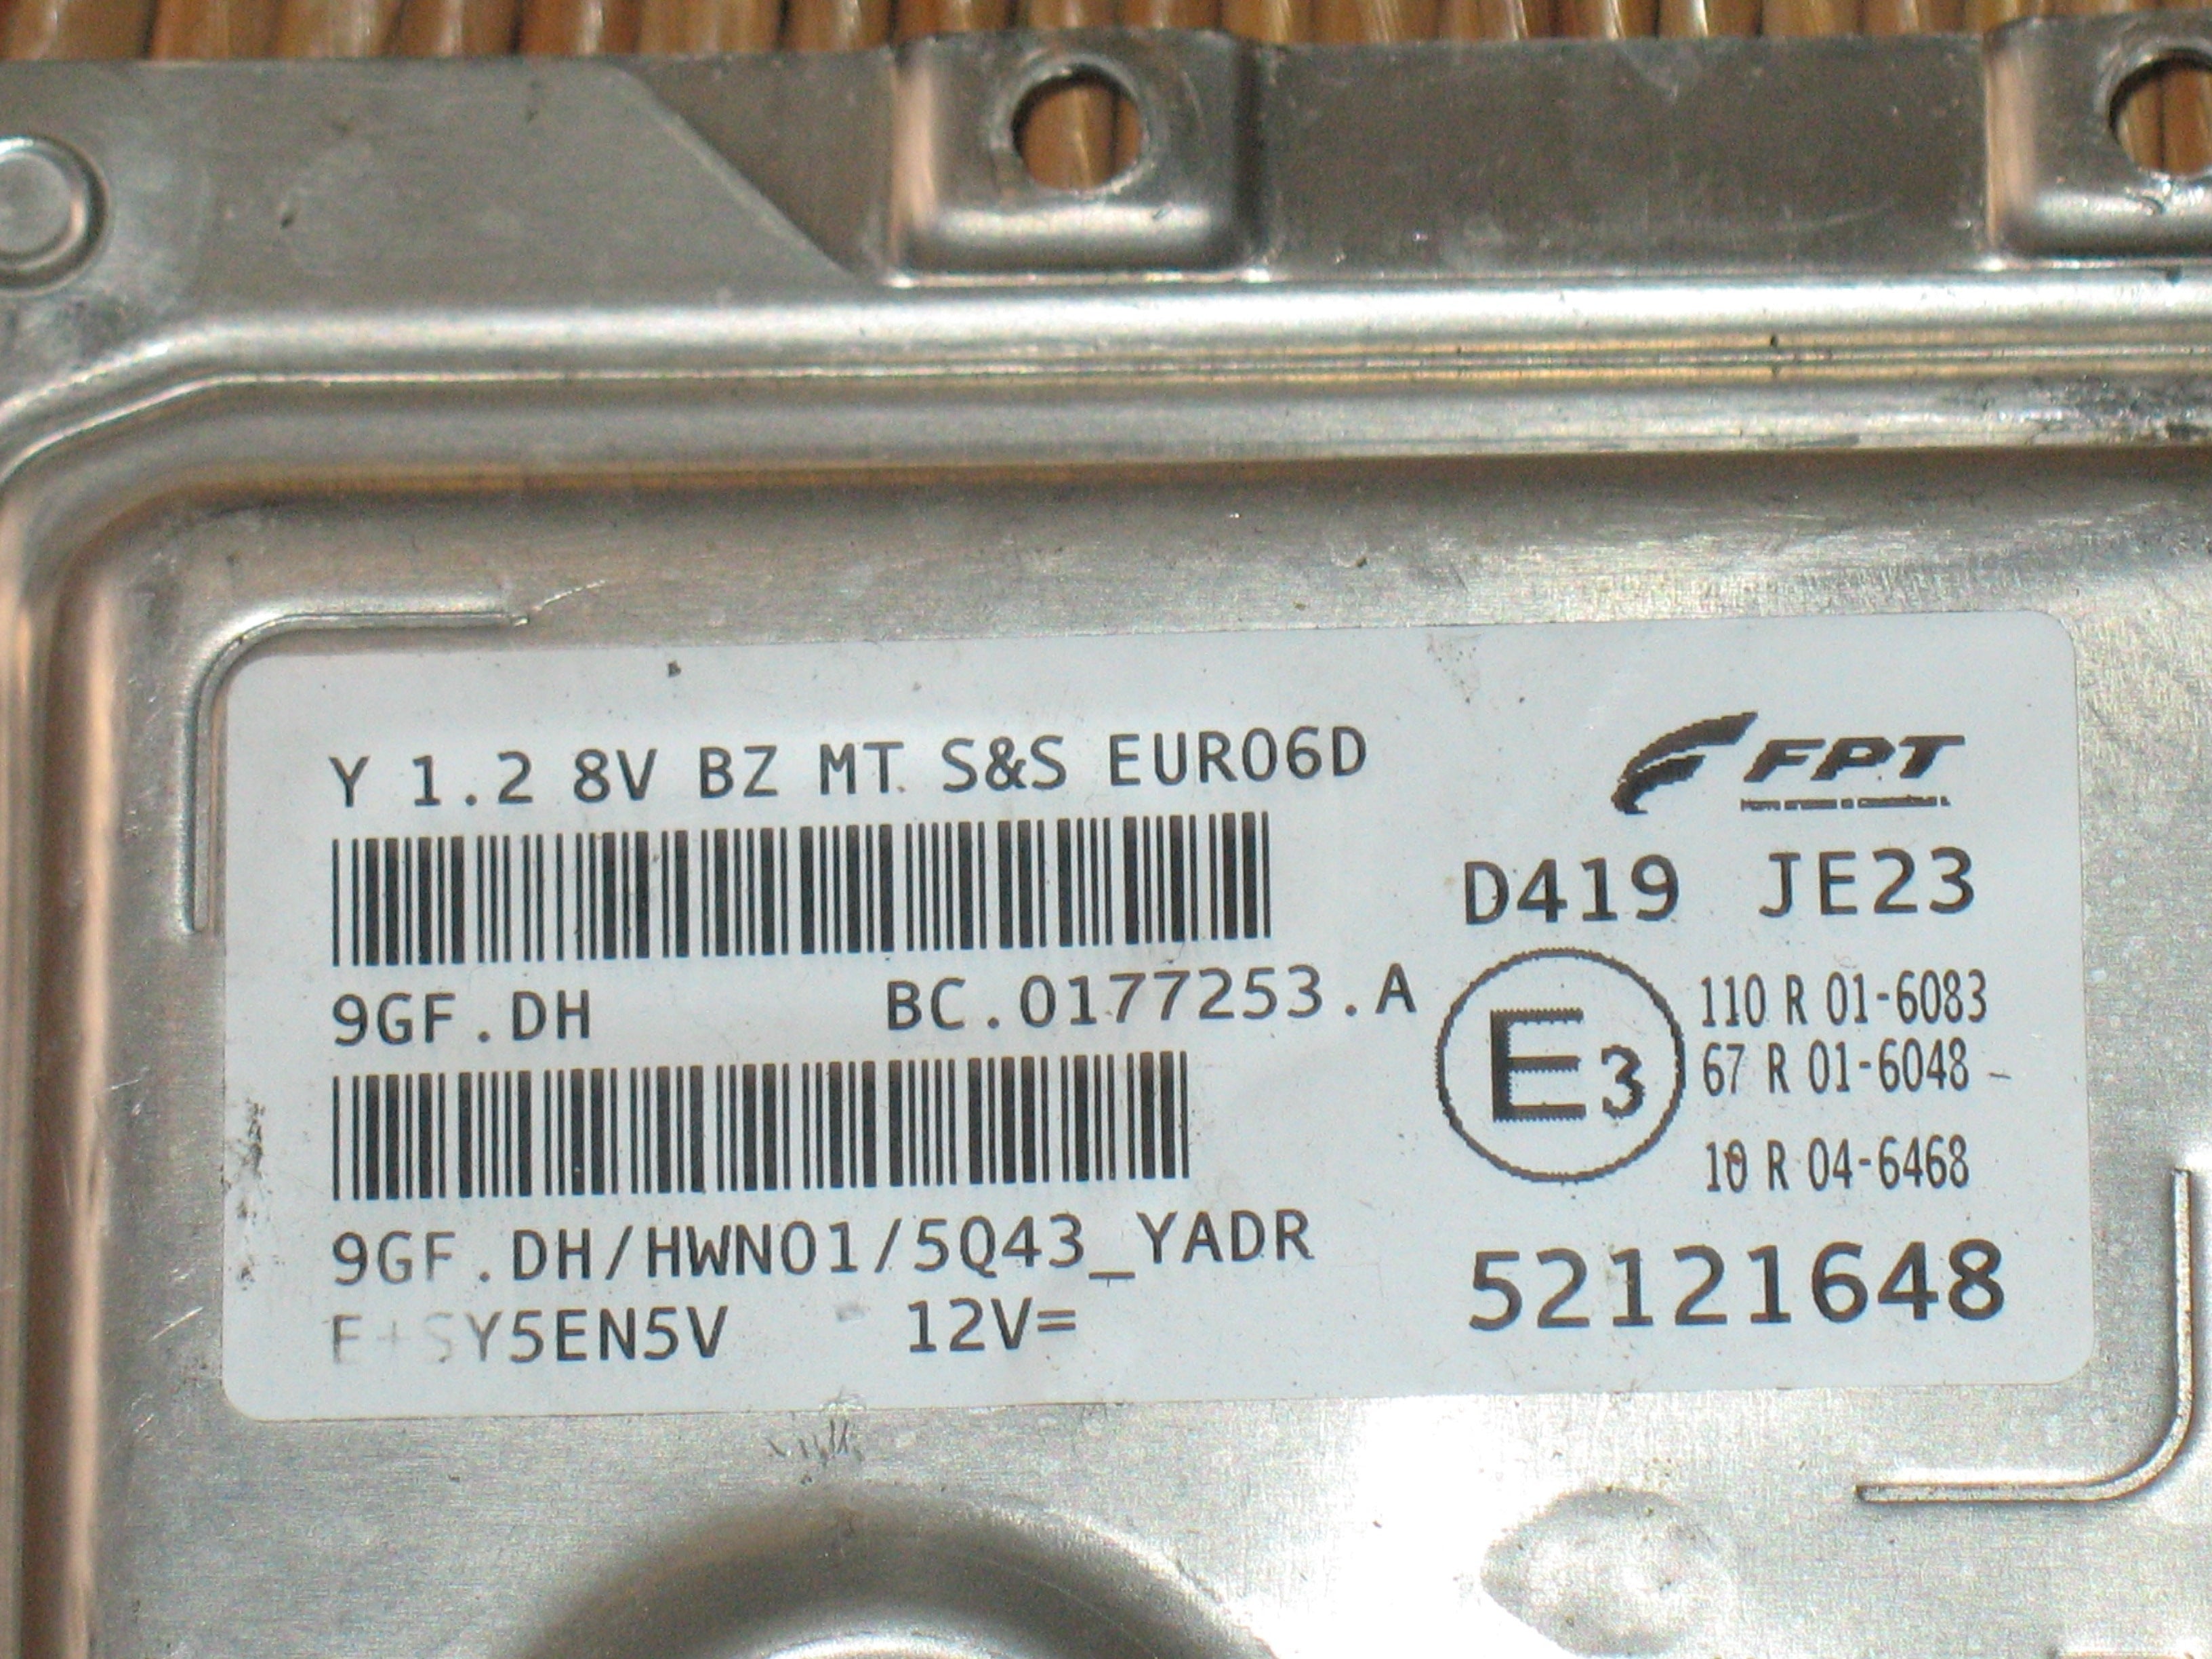 Y 1.2 8V BZ MT S&S EURO6D
FPT
D419 JE23
9GF.DH BC.0177253.A
E3
110 R 01-6083
67 R 01-6048
10 R 04-6468
9GF.DH/HWN01/5Q43_YADR
E+SY5EN5V 12V=
52121648